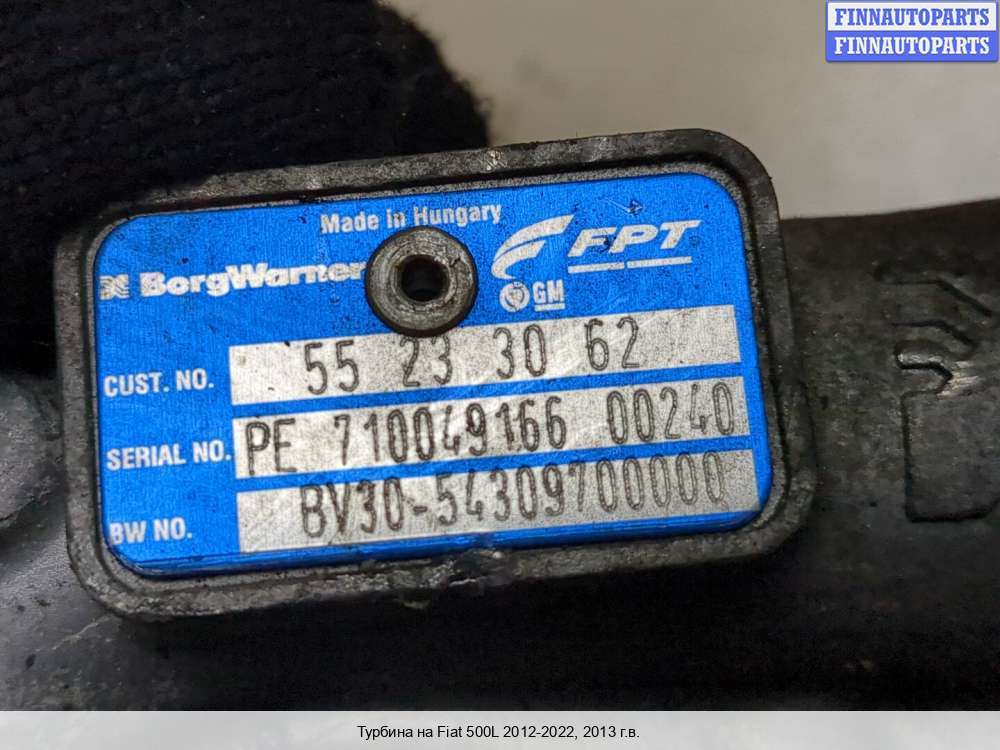 FINNAUTOPARTS
FINNAUTOPARTS
Made in Hungary
BorgWarner
FPT
GM
CUST. NO. 55 23 30 62
SERIAL NO. PE 710049166 00240
BW NO. BV30-54309700000
Турбина на Fiat 500L 2012-2022, 2013 г.в.